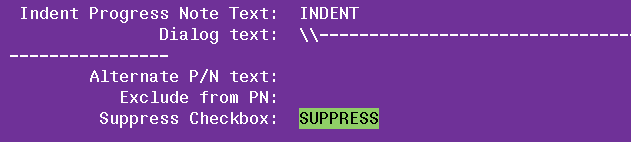 Indent Progress Note Text: INDENT
Dialog text: \\-------------------------------
----------------
Alternate P/N text:
Exclude from PN:
Suppress Checkbox: SUPPRESS